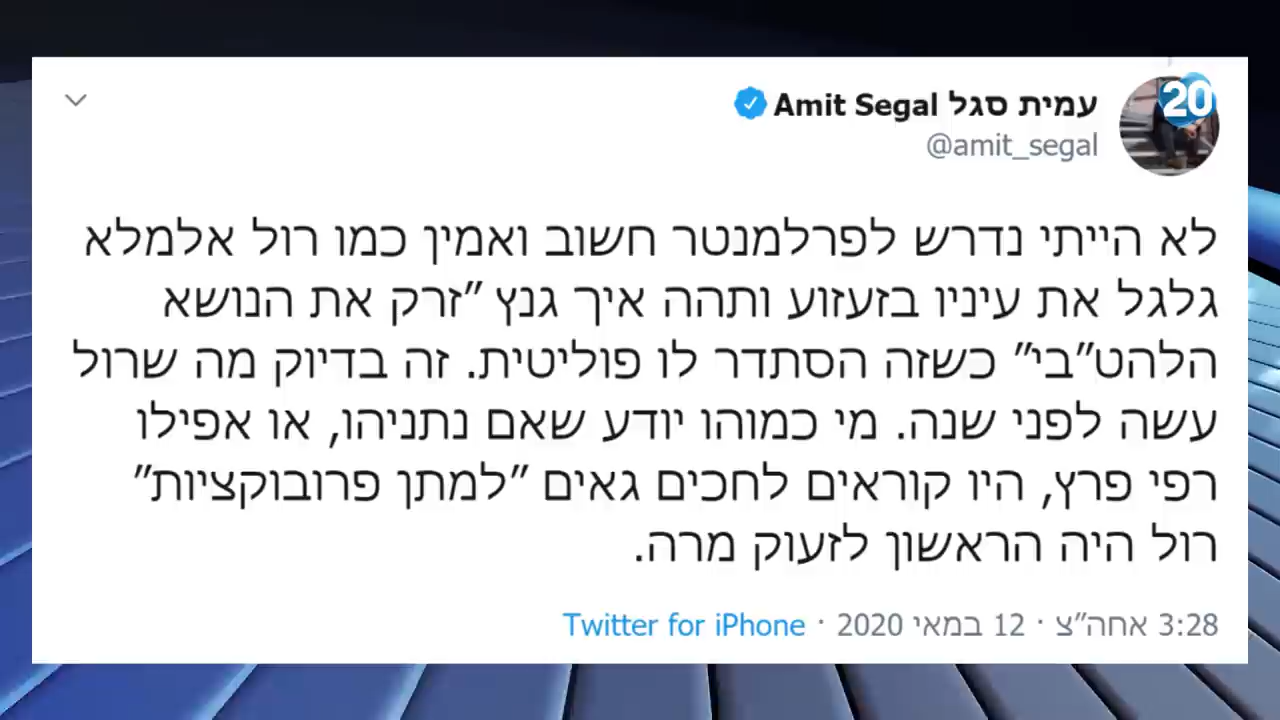 20
עמית סגל Amit Segal
@amit_segal
לא הייתי נדרש לפרלמנטר חשוב ואמין כמו רול אלמלא
גלגל את עיניו בזעזוע ותהה איך גנץ "זרק את הנושא
הלהט"בי" כשזה הסתדר לו פוליטית. זה בדיוק מה שרול
עשה לפני שנה. מי כמוהו יודע שאם נתניהו, או אפילו
רפי פרץ, היו קוראים לחכים גאים "למתן פרובוקציות"
רול היה הראשון לזעוק מרה.
3:28 אחה"צ · 12 במאי 2020 · Twitter for iPhone